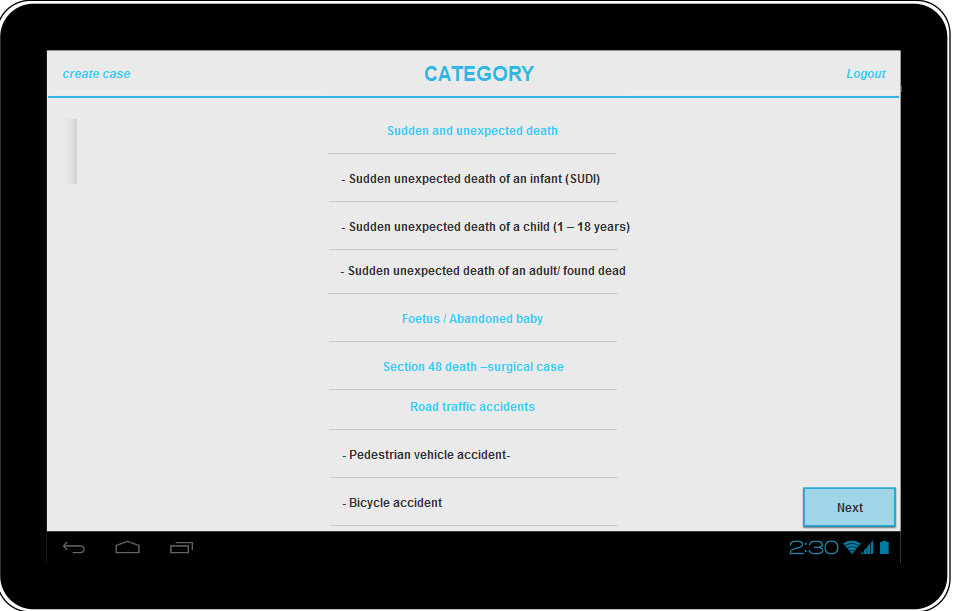 create case CATEGORY Logout
Sudden and unexpected death
- Sudden unexpected death of an infant (SUDI)
- Sudden unexpected death of a child (1 – 18 years)
- Sudden unexpected death of an adult/ found dead
Foetus / Abandoned baby
Section 48 death –surgical case
Road traffic accidents
- Pedestrian vehicle accident-
- Bicycle accident
Next
2:30